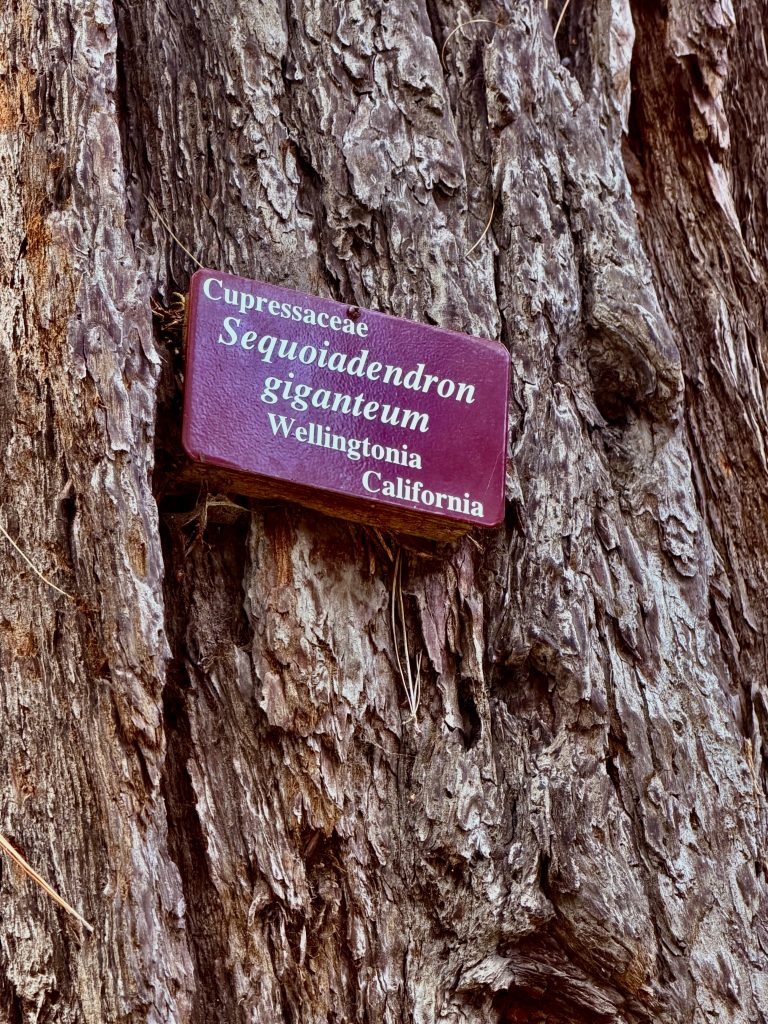 Cupressaceae
Sequoiadendron
giganteum
Wellingtonia
California